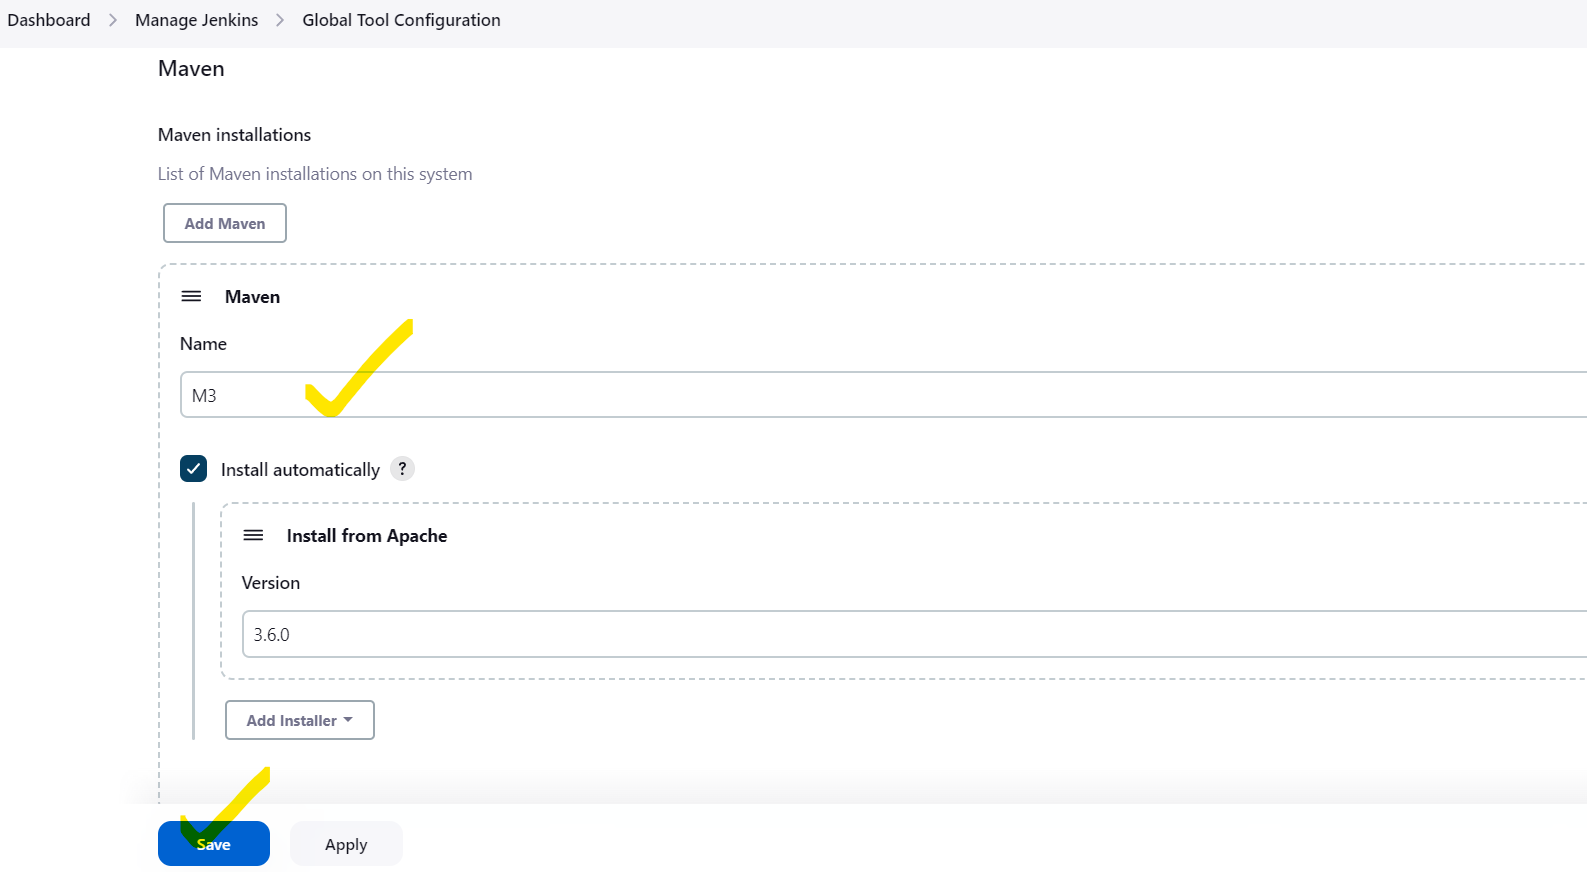 Dashboard > Manage Jenkins > Global Tool Configuration
Maven
Maven installations
List of Maven installations on this system
Add Maven
Maven
Name
M3
Install automatically ?
Install from Apache
Version
3.6.0
Add Installer
Save Apply